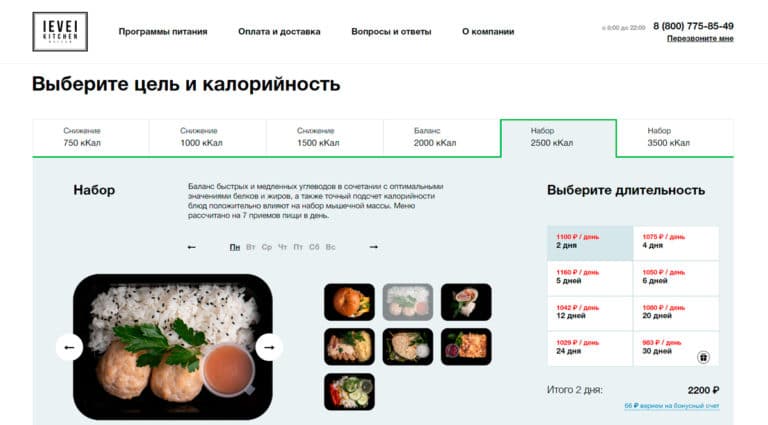 LEVEL
KITCHEN
Программы питания
Оплата и доставка
Вопросы и ответы
О компании
с 6:00 до 22:00
8 (800) 775-85-49
Перезвоните мне
Выберите цель и калорийность
Снижение
750 кКал
Снижение
1000 кКал
Снижение
1500 кКал
Баланс
2000 кКал
Набор
2500 кКал
Набор
3500 кКал
Набор
Баланс быстрых и медленных углеводов в сочетании с оптимальными
значениями белков и жиров, а также точный подсчет калорийности
блюд положительно влияют на набор мышечной массы. Меню
рассчитано на 7 приемов пищи в день.
← Пн Вт Ср Чт Пт Сб Вс →
Выберите длительность
1100 ₽ / день
2 дня
1075 ₽ / день
4 дня
1160 ₽ / день
5 дней
1050 ₽ / день
6 дней
1042 ₽ / день
12 дней
1080 ₽ / день
20 дней
1029 ₽ / день
24 дня
983 ₽ / день
30 дней
Итого 2 дня:
2200 ₽
66 ₽ вернем на бонусный счет